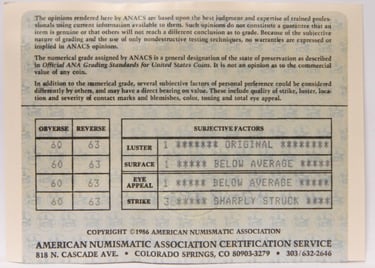 The opinions rendered here by ANACS are based upon the best judgment and expertise of trained profes-
sionals using current information available to them. Such opinions do not constitute a guarantee that an
item is genuine or that others will not reach a different conclusion as to grade. Because of the subjective
nature of grading and the use of only nondestructive testing techniques, no warranties are expressed or
implied in ANACS opinions.
The numerical grade assigned by ANACS is a general designation of the state of preservation as described
in Official ANA Grading Standards for United States Coins. It is not an opinion as to the commercial
value of any coin.
In addition to the numerical grade, several subjective factors of personal preference could be considered
differently by others, and may have a direct bearing on value. These include quality of strike, luster, loca-
tion and severity of contact marks and blemishes, color, toning and total eye appeal.
OBVERSE REVERSE SUBJECTIVE FACTORS
60 63 LUSTER 1 ******* ORIGINAL ********
60 63 SURFACE 1 ***** BELOW AVERAGE *****
60 63 EYE APPEAL 1 ***** BELOW AVERAGE *****
60 63 STRIKE 3 ***** SHARPLY STRUCK ****
COPYRIGHT ©1986 AMERICAN NUMISMATIC ASSOCIATION
AMERICAN NUMISMATIC ASSOCIATION CERTIFICATION SERVICE
818 N. CASCADE AVE. • COLORADO SPRINGS, CO 80903-3279 • 303/632-2646